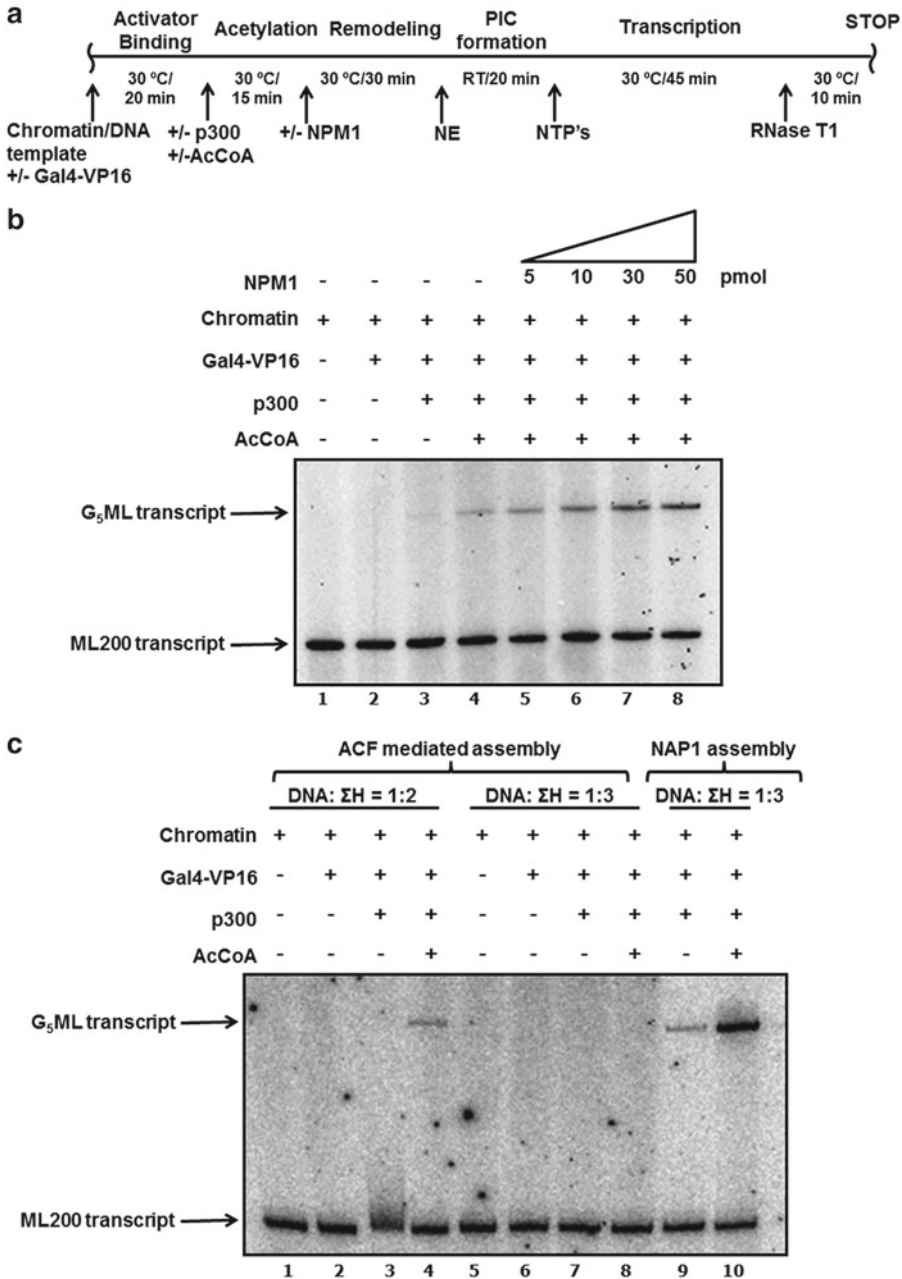 a
Activator Binding Acetylation Remodeling PIC formation Transcription STOP
30 ºC/ 20 min 30 ºC/ 15 min 30 ºC/30 min RT/20 min 30 ºC/45 min 30 ºC/ 10 min
Chromatin/DNA template +/- Gal4-VP16 +/- p300 +/-AcCoA +/- NPM1 NE NTP's RNase T1
b
NPM1 - - - - 5 10 30 50 pmol
Chromatin + + + + + + + +
Gal4-VP16 - + + + + + + +
p300 - - + + + + + +
AcCoA - - - + + + + +
G₅ML transcript
ML200 transcript
1 2 3 4 5 6 7 8
c
ACF mediated assembly NAP1 assembly
DNA: ΣH = 1:2 DNA: ΣH = 1:3 DNA: ΣH = 1:3
Chromatin + + + + + + + + + +
Gal4-VP16 - + + + - + + + + +
p300 - - + + - - + + + +
AcCoA - - - + - - - + - +
G₅ML transcript
ML200 transcript
1 2 3 4 5 6 7 8 9 10